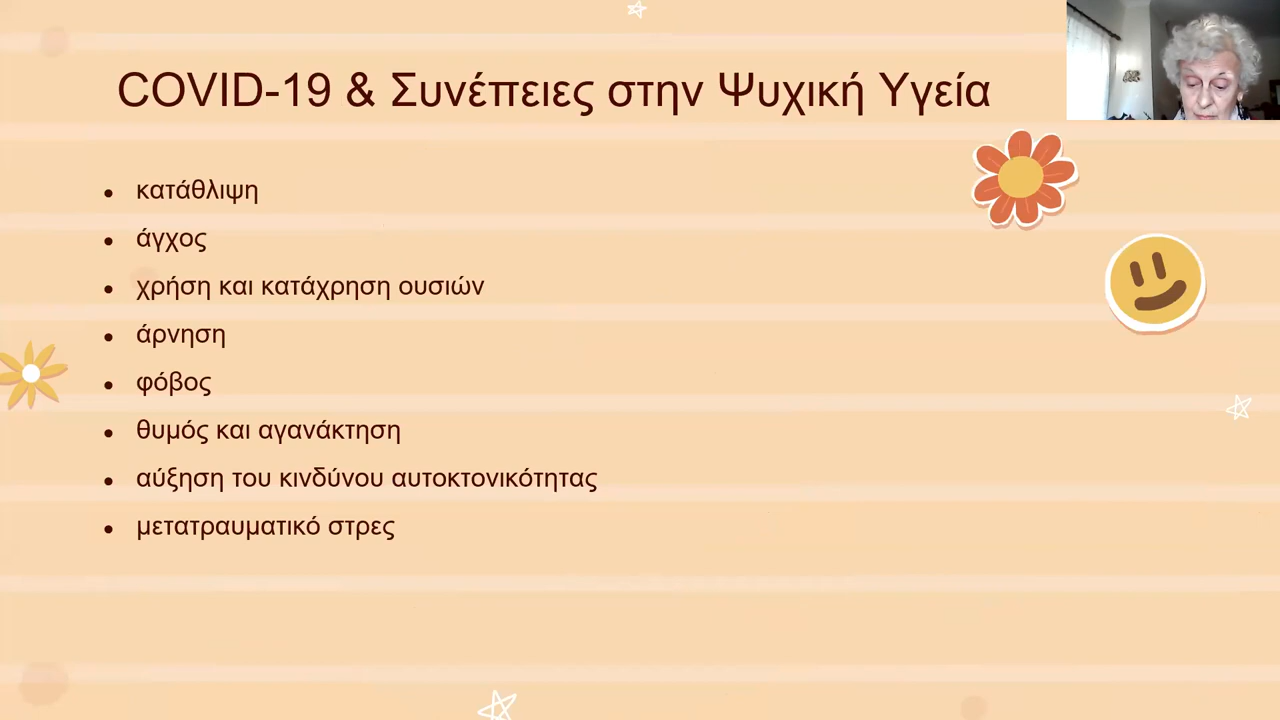 COVID-19 & Συνέπειες στην Ψυχική Υγεία
• κατάθλιψη
• άγχος
• χρήση και κατάχρηση ουσιών
• άρνηση
• φόβος
• θυμός και αγανάκτηση
• αύξηση του κινδύνου αυτοκτονικότητας
• μετατραυματικό στρες